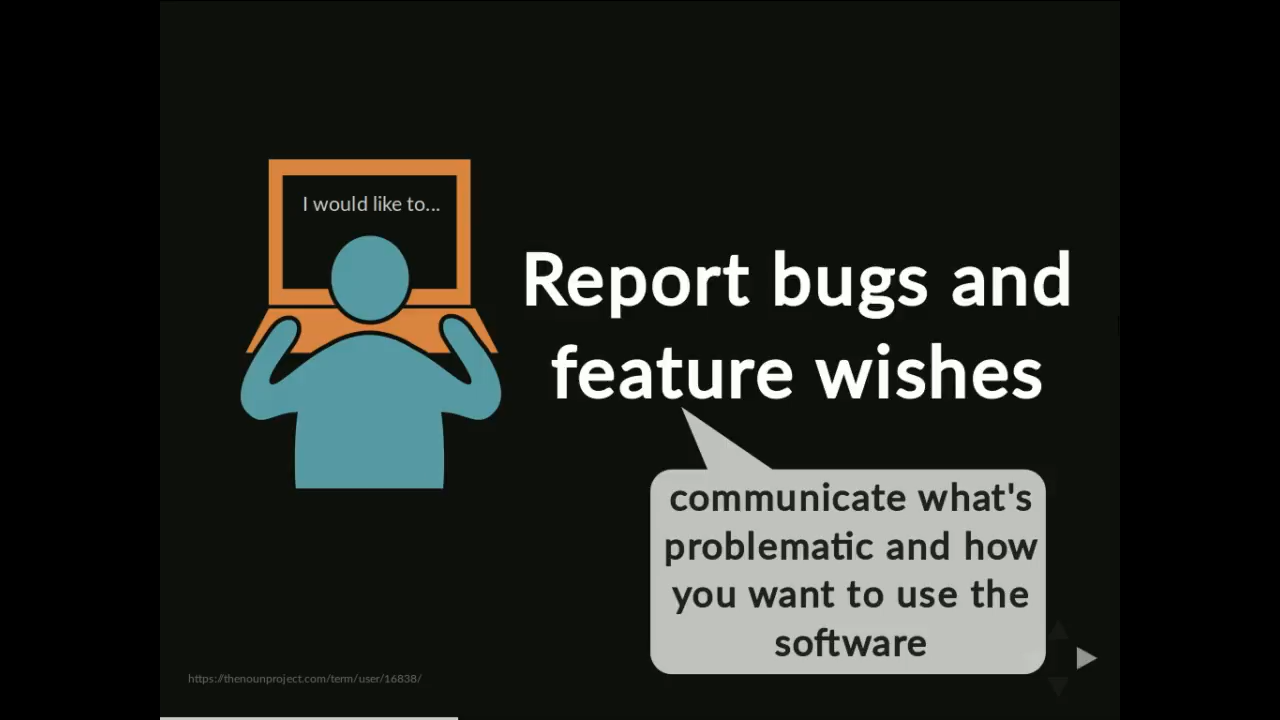 I would like to...
Report bugs and
feature wishes
communicate what's
problematic and how
you want to use the
software
https://thenounproject.com/term/user/16838/